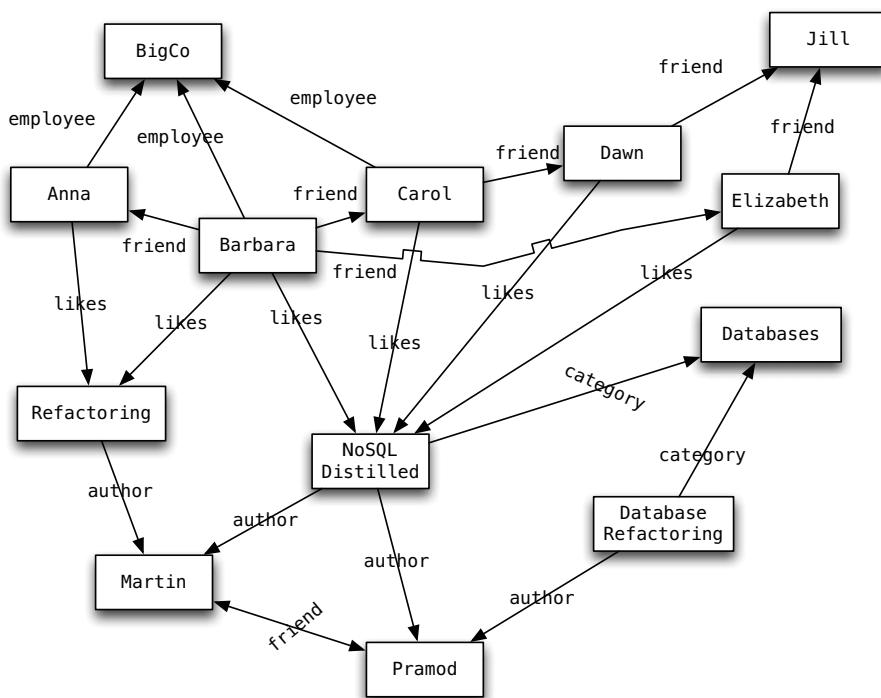 Jill
BigCo
friend
employee
employee
friend
employee
friend
Dawn
Anna
friend
Carol
Elizabeth
friend
Barbara
friend
likes
likes
likes
likes
likes
likes
Databases
category
Refactoring
NoSQL
Distilled
category
author
author
Database
Refactoring
author
Martin
author
friend
Pramod